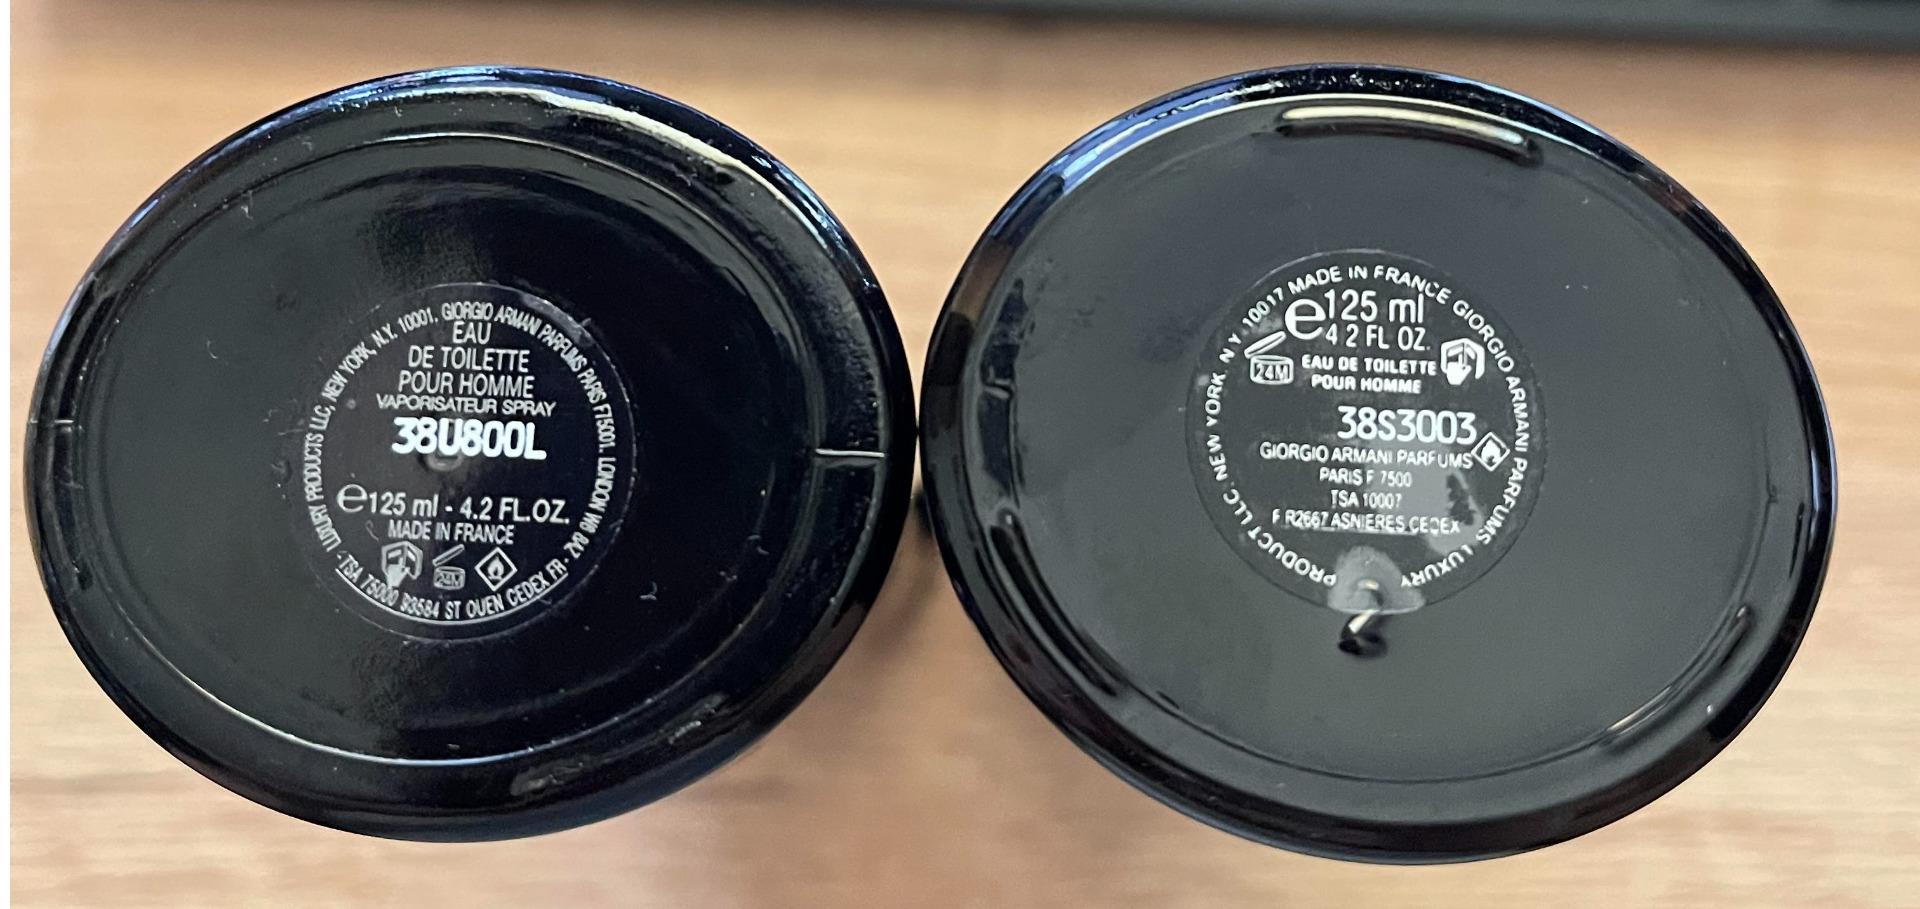 LUXURY PRODUCTS LLC, NEW YORK, N.Y. 10001. GIORGIO ARMANI PARFUMS PARIS F75001. LONDON W6 8AZ
EAU
DE TOILETTE
POUR HOMME
VAPORISATEUR SPRAY
38U800L
e125 ml - 4.2 FL.OZ.
MADE IN FRANCE
24M
TSA 75000 93584 ST OUEN CEDEX FR
PRODUCT LLC. NEW YORK. N Y. 10017 MADE IN FRANCE GIORGIO ARMANI PARFUMS LUXURY
e125 ml
4 2 FL OZ.
24M
EAU DE TOILETTE
POUR HOMME
38S3003
GIORGIO ARMANI PARFUMS
PARIS F 7500
TSA 10007
F R2667 ASNIERES CEDEX